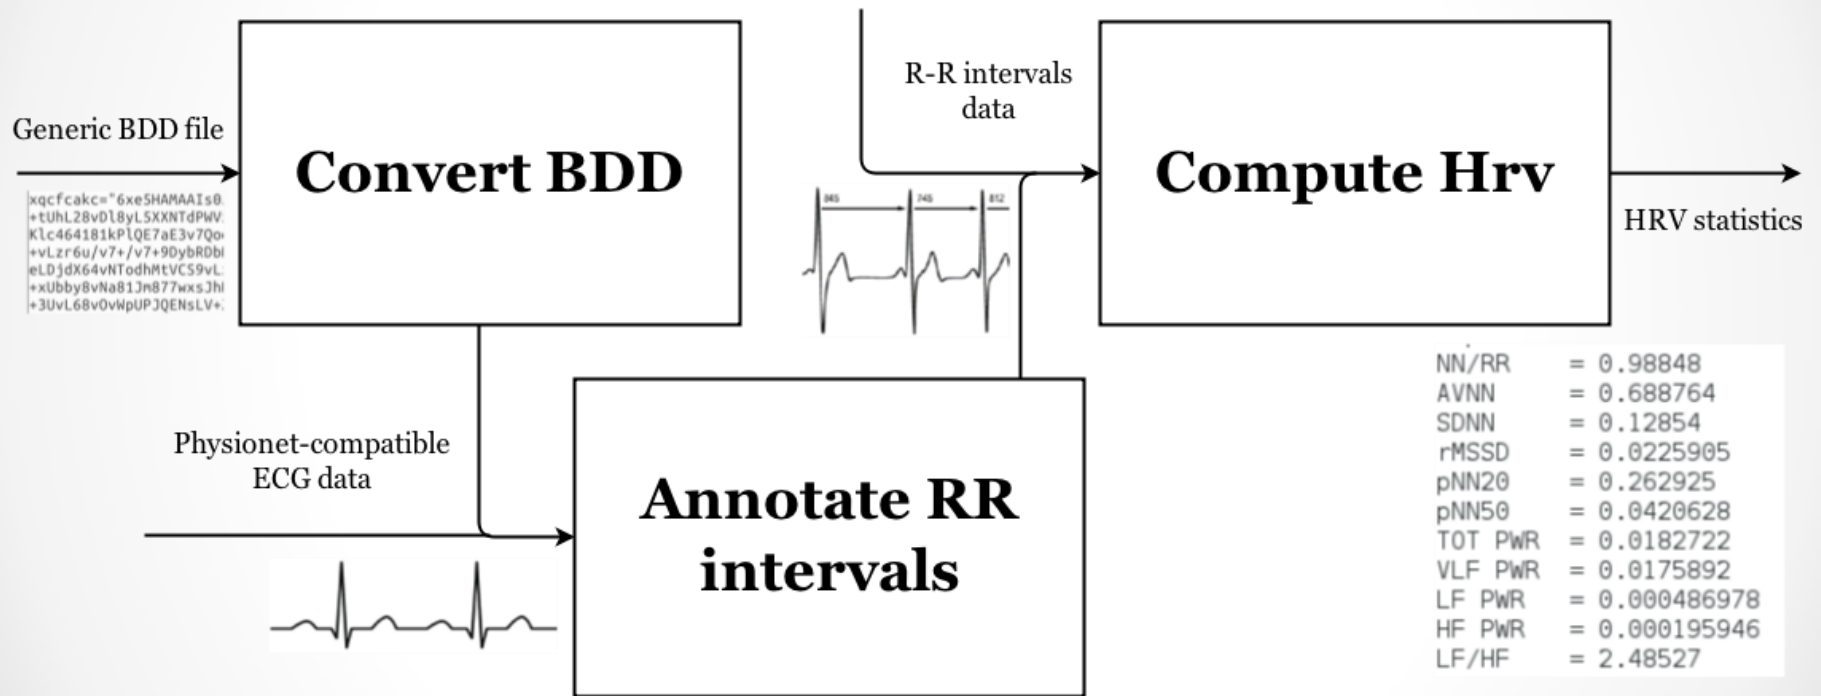 Generic BDD file
xqcfcakc="6xe5HAMAAIs0
+tUhL28vDl8yL5XXNTdPWV
Klc464181kPlQE7aE3v7Qo
+vLzr6u/v7+/v7+9DybRDb
eLDjdX64vNTodhMtVCS9vL
+xUbby8vNa81Jm877wxsJh
+3UvL68vOvWpUPJQENsLV+
Convert BDD
Physionet-compatible
ECG data
Annotate RR
intervals
R-R intervals
data
845
745
812
Compute Hrv
HRV statistics
NN/RR = 0.98848
AVNN = 0.688764
SDNN = 0.12854
rMSSD = 0.0225905
pNN20 = 0.262925
pNN50 = 0.0420628
TOT PWR = 0.0182722
VLF PWR = 0.0175892
LF PWR = 0.000486978
HF PWR = 0.000195946
LF/HF = 2.48527